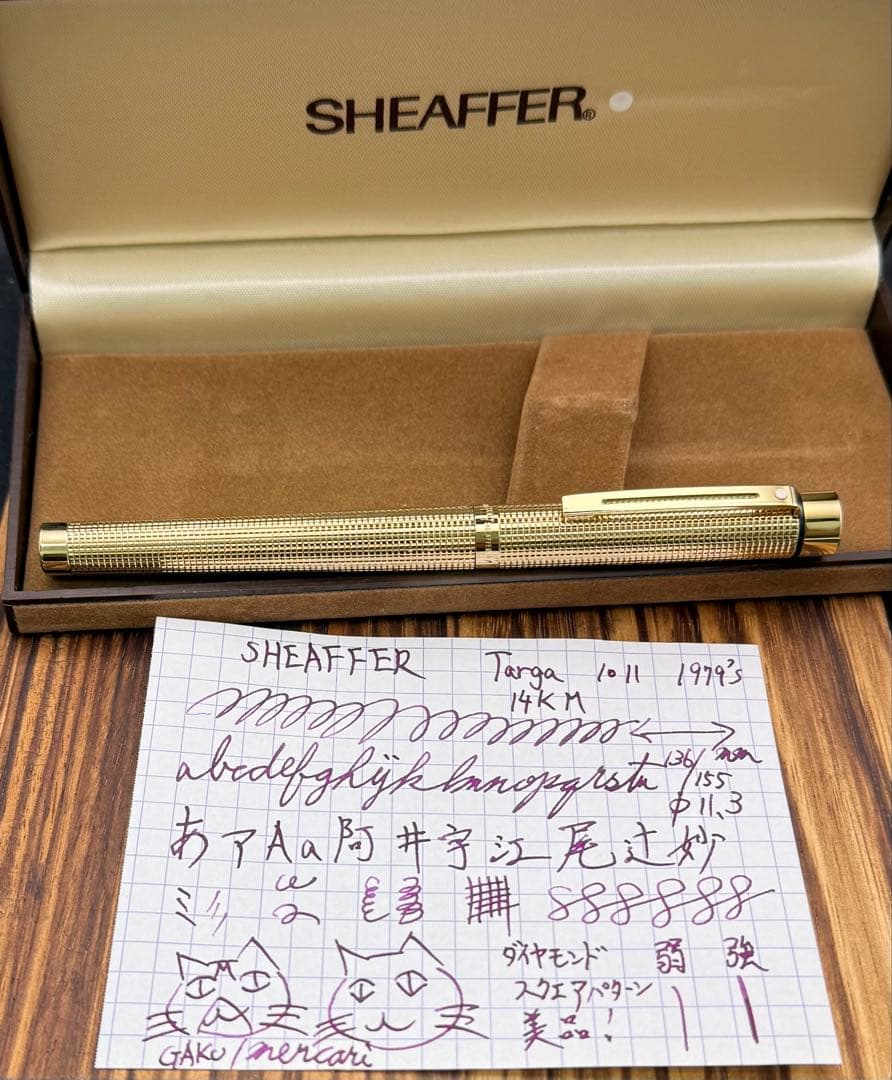 SHEAFFER®
SHEAFFER Targa 1011 1979's
14K M
136/155 mm
abcdefghijklmnopqrstu
φ11.3
あアAa阿井宇江尾辻妙
ダイヤモンド 弱 強
スクエアパターン
美品!
GAKU/mercari